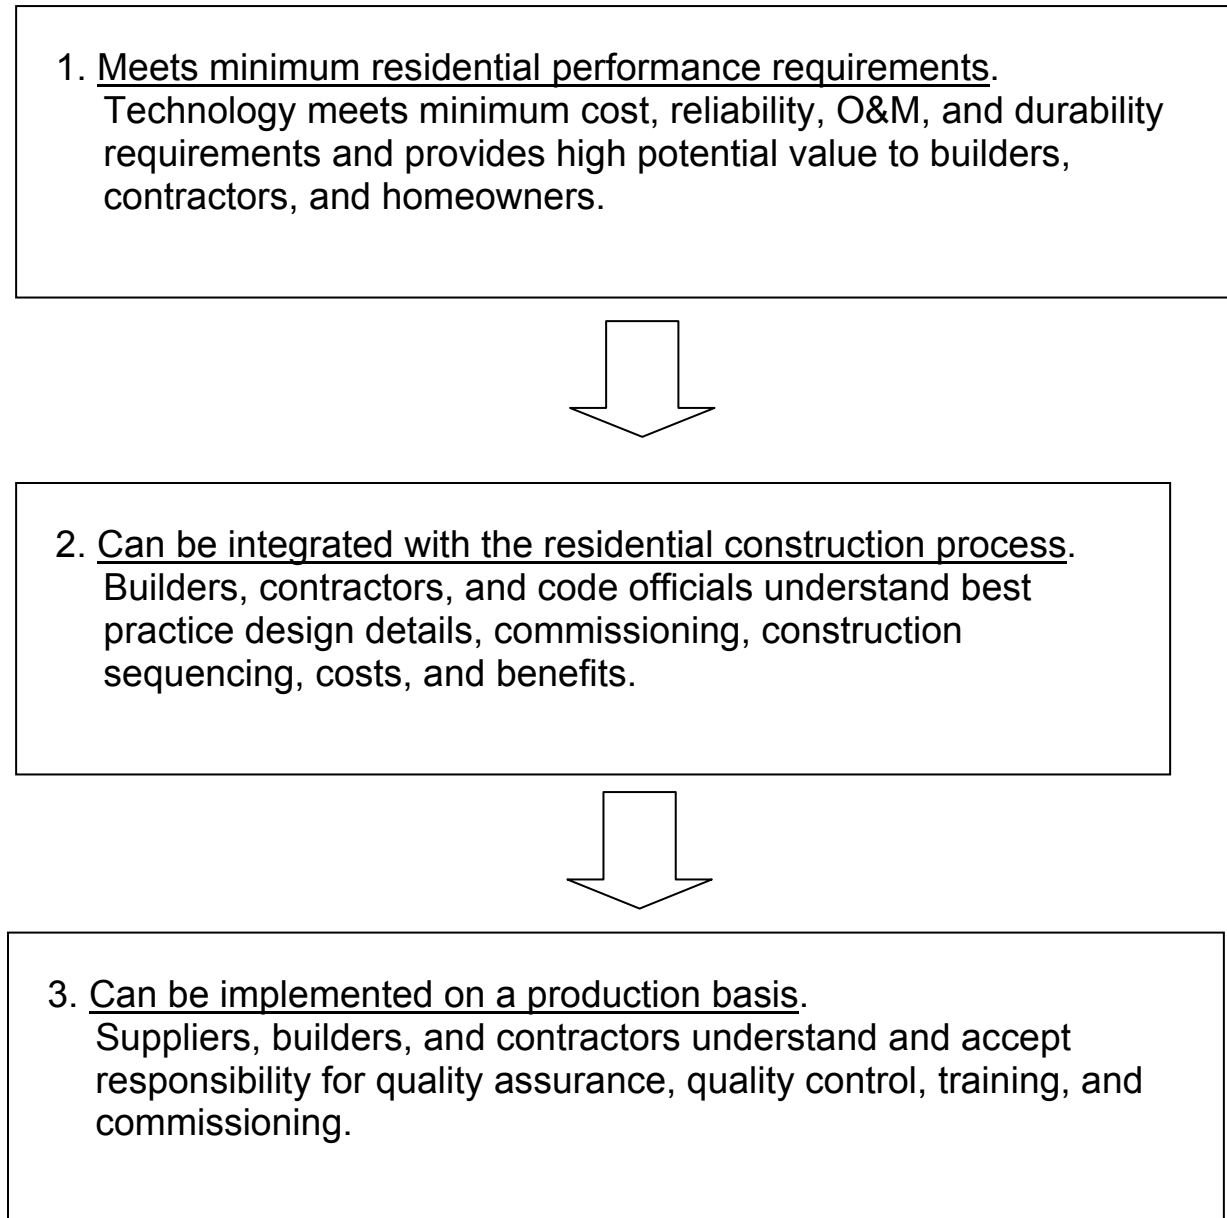 1. Meets minimum residential performance requirements.
Technology meets minimum cost, reliability, O&M, and durability
requirements and provides high potential value to builders,
contractors, and homeowners.
2. Can be integrated with the residential construction process.
Builders, contractors, and code officials understand best
practice design details, commissioning, construction
sequencing, costs, and benefits.
3. Can be implemented on a production basis.
Suppliers, builders, and contractors understand and accept
responsibility for quality assurance, quality control, training, and
commissioning.